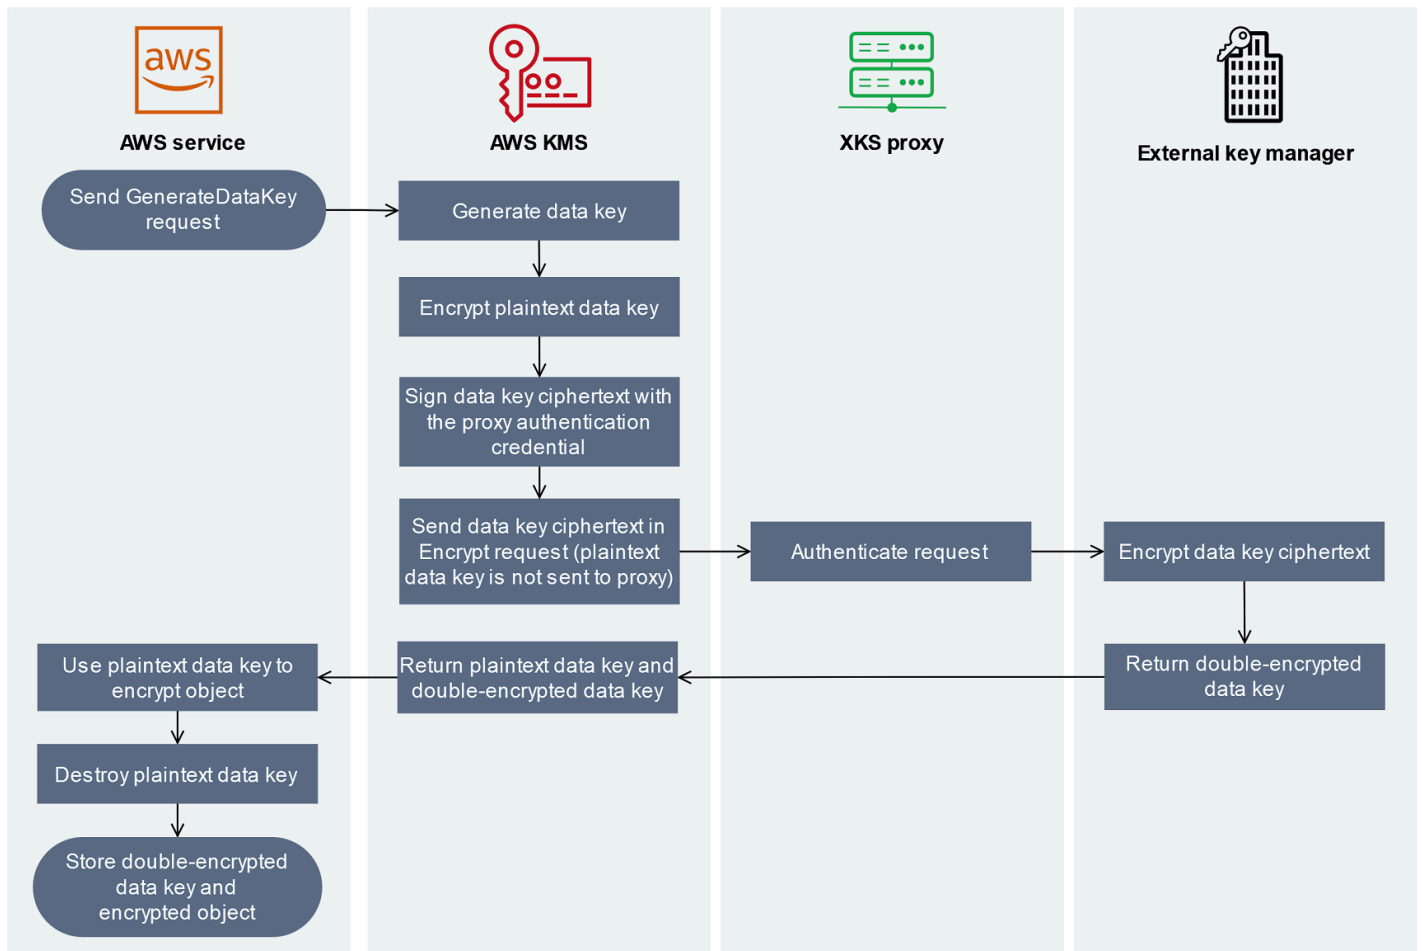 aws
AWS service
AWS KMS
XKS proxy
External key manager
Send GenerateDataKey
request
Generate data key
Encrypt plaintext data key
Sign data key ciphertext with
the proxy authentication
credential
Send data key ciphertext in
Encrypt request (plaintext
data key is not sent to proxy)
Authenticate request
Encrypt data key ciphertext
Return double-encrypted
data key
Return plaintext data key and
double-encrypted data key
Use plaintext data key to
encrypt object
Destroy plaintext data key
Store double-encrypted
data key and
encrypted object